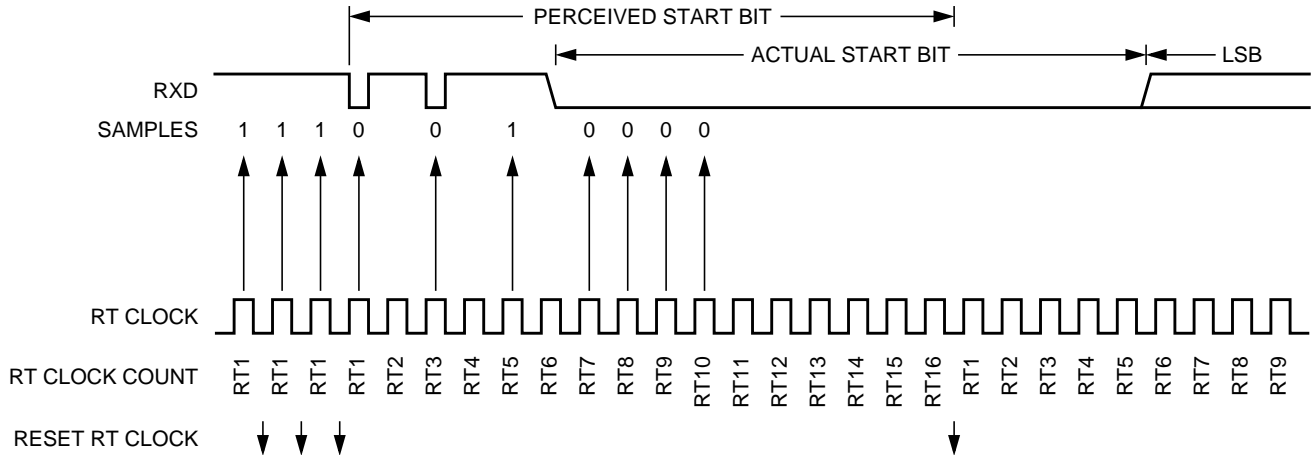 PERCEIVED START BIT
ACTUAL START BIT
LSB
RXD
SAMPLES 1 1 1 0 0 1 0 0 0 0
RT CLOCK
RT CLOCK COUNT RT1 RT1 RT1 RT1 RT2 RT3 RT4 RT5 RT6 RT7 RT8 RT9 RT10 RT11 RT12 RT13 RT14 RT15 RT16 RT1 RT2 RT3 RT4 RT5 RT6 RT7 RT8 RT9
RESET RT CLOCK